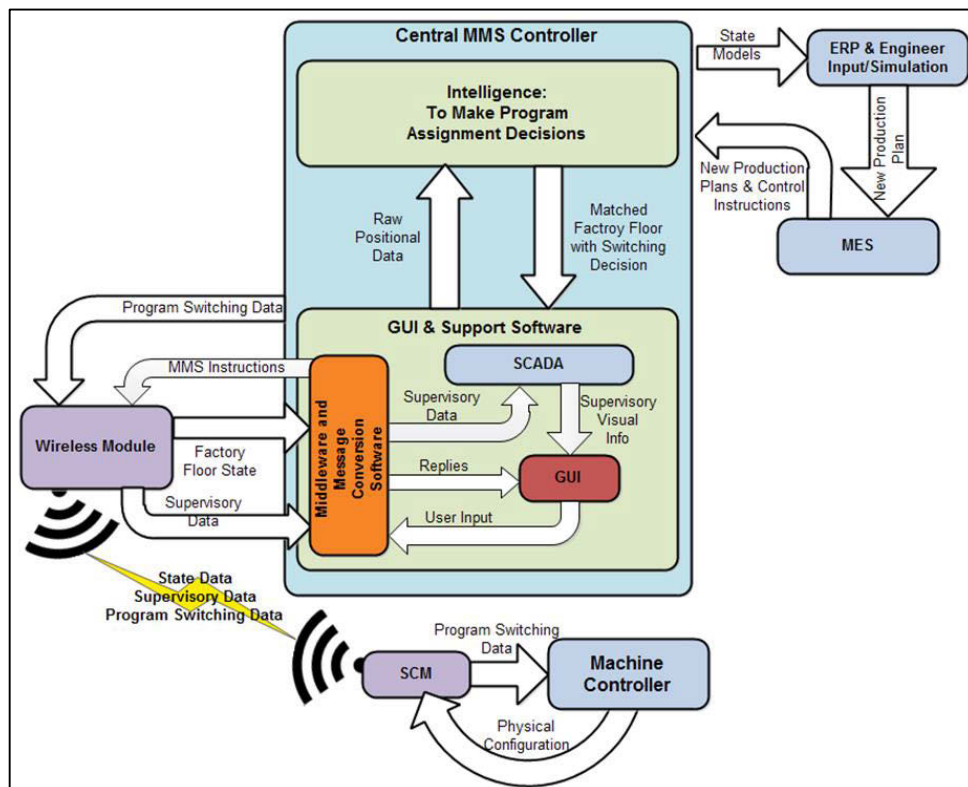 Central MMS Controller
State
Models
ERP & Engineer
Input/Simulation
Intelligence:
To Make Program
Assignment Decisions
New Production
Plan
New Production
Plans & Control
Instructions
MES
Raw
Positional
Data
Matched
Factroy Floor
with Switching
Decision
Program Switching Data
GUI & Support Software
SCADA
MMS Instructions
Supervisory
Data
Supervisory
Visual
Info
Wireless Module
Middleware and
Message
Conversion
Software
Factory
Floor State
Replies
GUI
Supervisory
Data
User Input
State Data
Supervisory Data
Program Switching Data
Program Switching
Data
SCM
Machine
Controller
Physical
Configuration